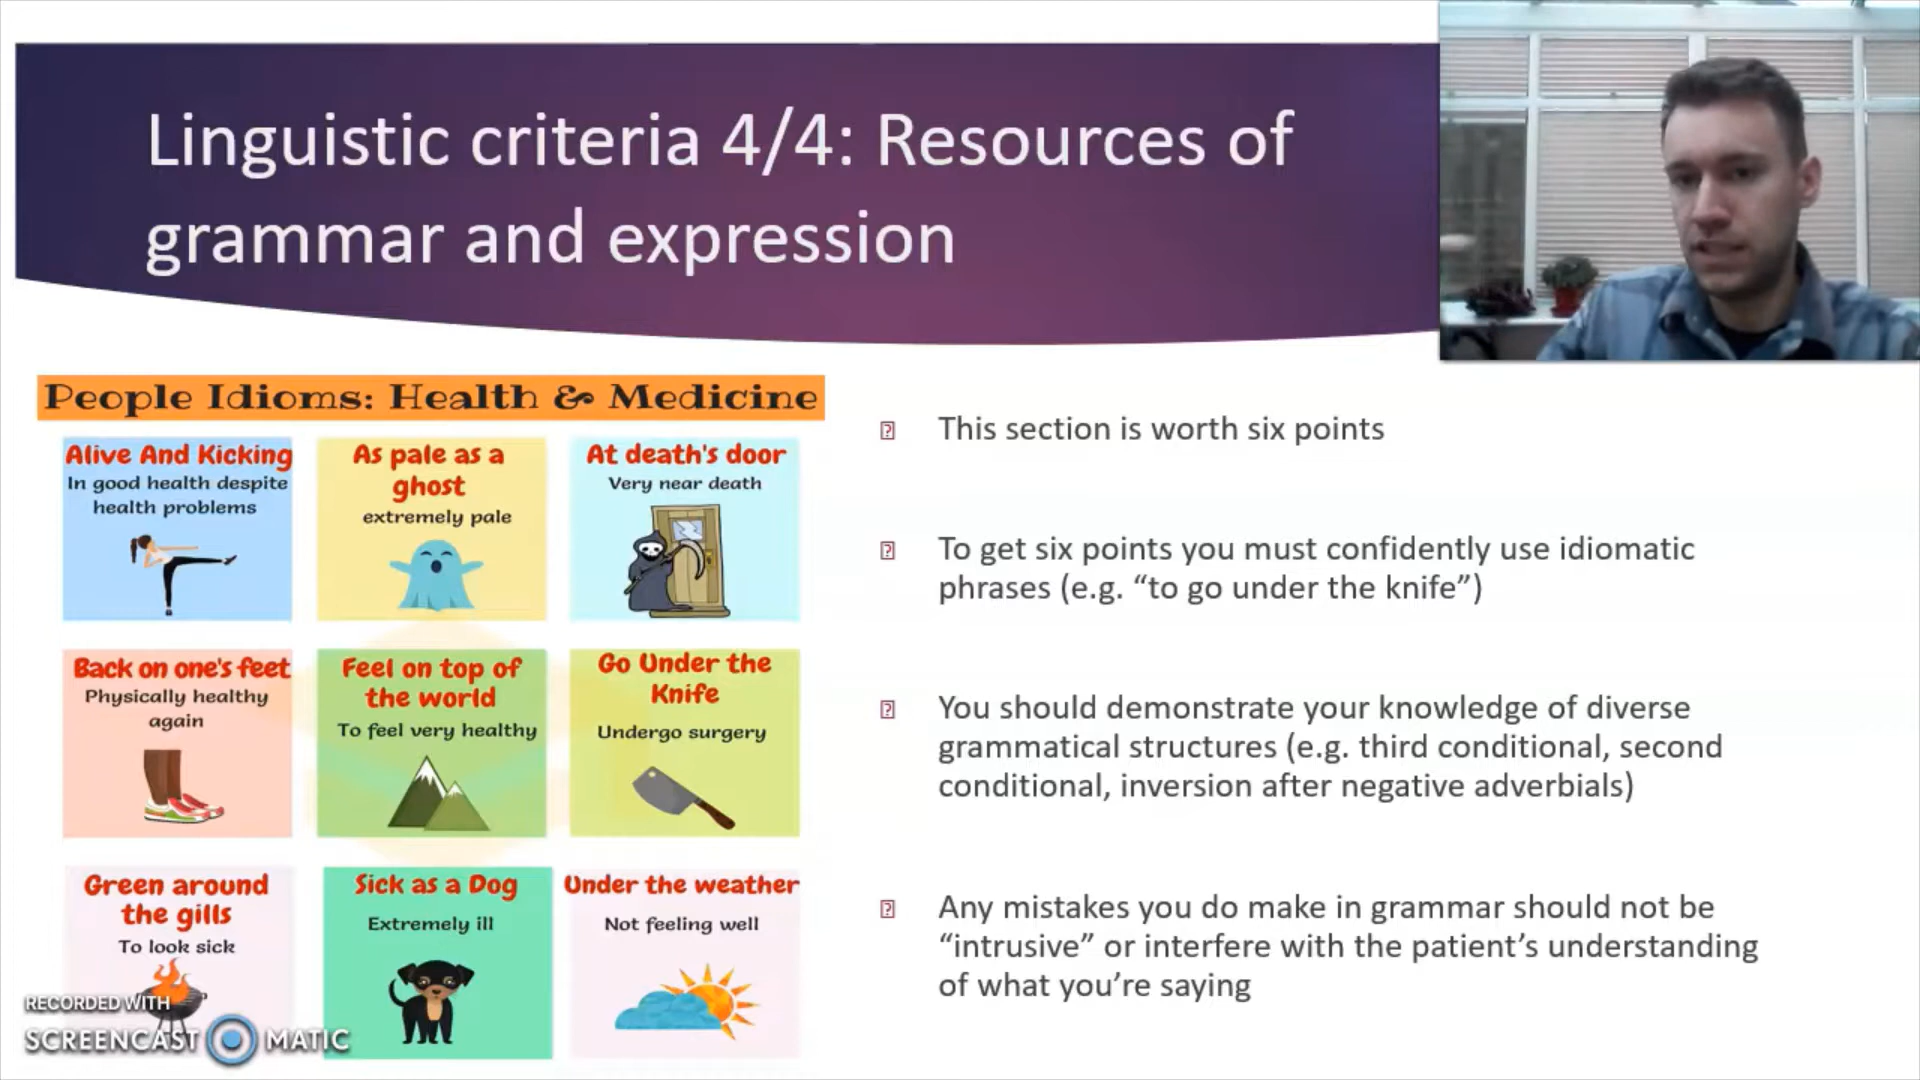 Linguistic criteria 4/4: Resources of
grammar and expression
People Idioms: Health & Medicine
Alive And Kicking
In good health despite
health problems
As pale as a
ghost
extremely pale
At death's door
Very near death
Back on one's feet
Physically healthy
again
Feel on top of
the world
To feel very healthy
Go Under the
Knife
Undergo surgery
Green around
the gills
To look sick
Sick as a Dog
Extremely ill
Under the weather
Not feeling well
This section is worth six points
To get six points you must confidently use idiomatic
phrases (e.g. “to go under the knife”)
You should demonstrate your knowledge of diverse
grammatical structures (e.g. third conditional, second
conditional, inversion after negative adverbials)
Any mistakes you do make in grammar should not be
“intrusive” or interfere with the patient’s understanding
of what you’re saying
RECORDED WITH
SCREENCAST MATIC